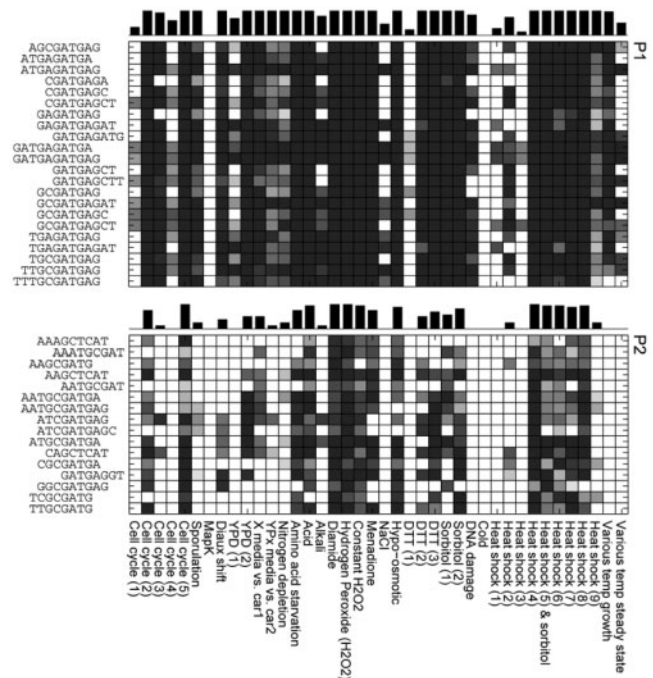 P1
AGCGATGAG
ATGAGATGA
ATGAGATGAG
CGATGAGA
CGATGAGC
CGATGAGCT
GAGATGAG
GAGATGAGAT
GATGAGATG
GATGAGATGA
GATGAGATGAG
GATGAGCT
GATGAGCTT
GCGATGAG
GCGATGAGAT
GCGATGAGC
GCGATGAGCT
TGAGATGAG
TGAGATGAGAT
TGCGATGAG
TTGCGATGAG
TTTGCGATGAG
P2
AAAGCTCAT
AAATGCGAT
AAGCGATG
AAGCTCAT
AATGCGAT
AATGCGATGA
AATGCGATGAG
ATCGATGAG
ATCGATGAGC
ATGCGATGA
CAGCTCAT
CGCGATGA
GATGAGGT
GGCGATGAG
TCGCGATG
TTGCGATG
Cell cycle (1)
Cell cycle (2)
Cell cycle (3)
Cell cycle (4)
Cell cycle (5)
Sporulation
MapK
Diaux shift
YPD (1)
YPD (2)
X media vs. car1
YPx media vs. car2
Nitrogen depletion
Amino acid starvation
Acid
Alkali
Diamide
Hydrogen Peroxide (H2O2)
Constant H2O2
Menadione
NaCl
Hypo-osmotic
DTT (1)
DTT (2)
DTT (3)
Sorbitol (1)
Sorbitol (2)
DNA damage
Cold
Heat shock (1)
Heat shock (2)
Heat shock (3)
Heat shock (4)
Heat shock (5) & sorbitol
Heat shock (6)
Heat shock (7)
Heat shock (8)
Heat shock (9)
Various temp growth
Various temp steady state